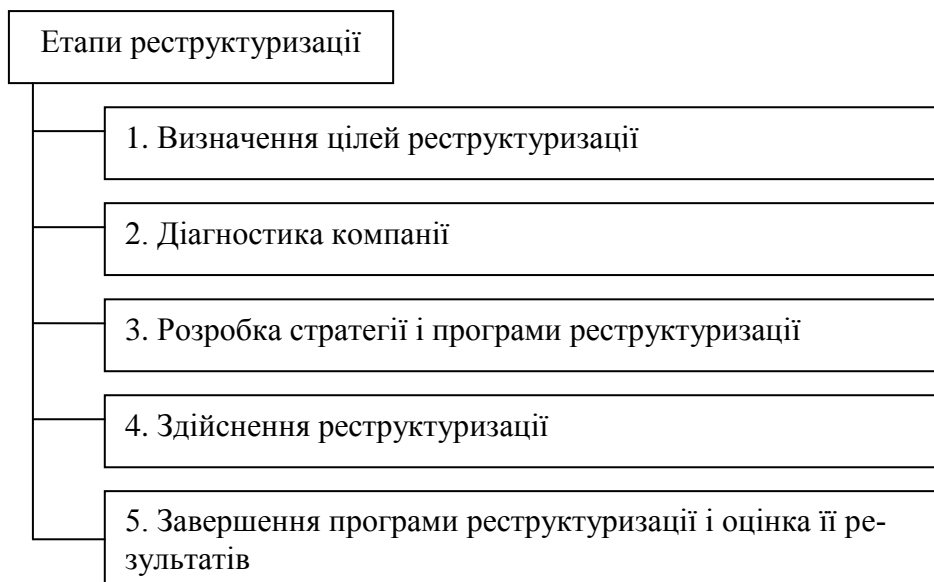 Етапи реструктуризації
1. Визначення цілей реструктуризації
2. Діагностика компанії
3. Розробка стратегії і програми реструктуризації
4. Здійснення реструктуризації
5. Завершення програми реструктуризації і оцінка її ре-
зультатів